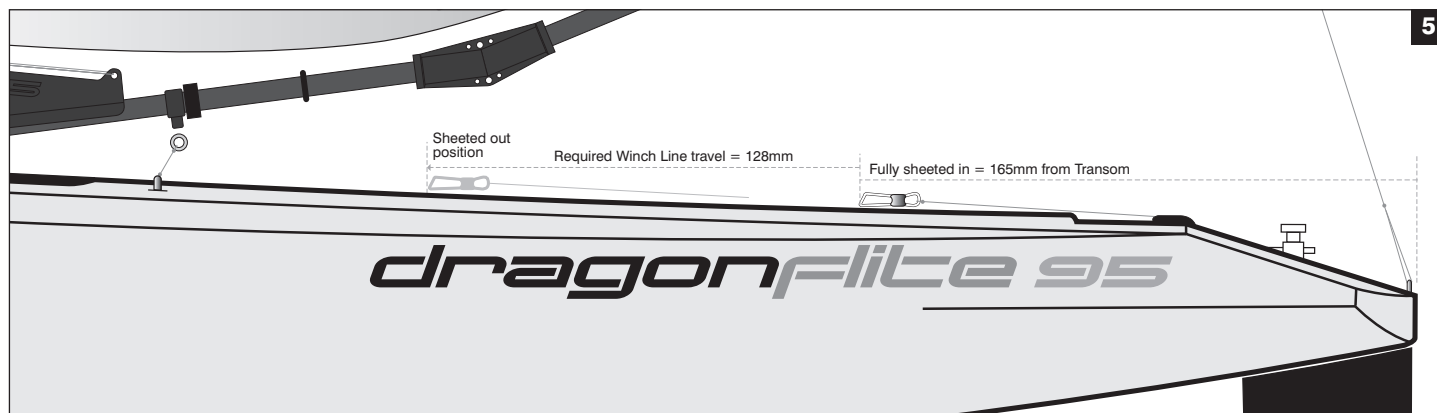 5
Sheeted out
position
Required Winch Line travel = 128mm
Fully sheeted in = 165mm from Transom
dragonflite 95